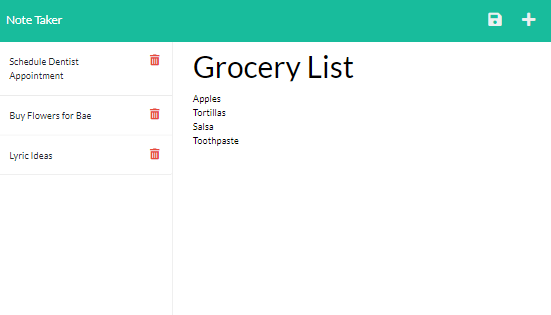 Note Taker
Schedule Dentist
Appointment
Buy Flowers for Bae
Lyric Ideas
Grocery List
Apples
Tortillas
Salsa
Toothpaste